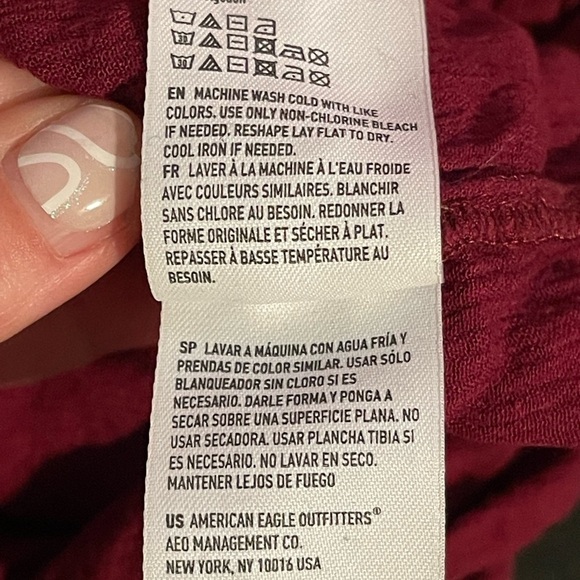 EN MACHINE WASH COLD WITH LIKE
COLORS. USE ONLY NON-CHLORINE BLEACH
IF NEEDED. RESHAPE LAY FLAT TO DRY.
COOL IRON IF NEEDED.
FR LAVER À LA MACHINE À L'EAU FROIDE
AVEC COULEURS SIMILAIRES. BLANCHIR
SANS CHLORE AU BESOIN. REDONNER LA
FORME ORIGINALE ET SÉCHER À PLAT.
REPASSER À BASSE TEMPÉRATURE AU
BESOIN.
SP LAVAR A MÁQUINA CON AGUA FRÍA Y
PRENDAS DE COLOR SIMILAR. USAR SÓLO
BLANQUEADOR SIN CLORO SI ES
NECESARIO. DARLE FORMA Y PONGA A
SECAR SOBRE UNA SUPERFICIE PLANA. NO
USAR SECADORA. USAR PLANCHA TIBIA SI
ES NECESARIO. NO LAVAR EN SECO.
MANTENER LEJOS DE FUEGO
US AMERICAN EAGLE OUTFITTERS®
AEO MANAGEMENT CO.
NEW YORK, NY 10016 USA